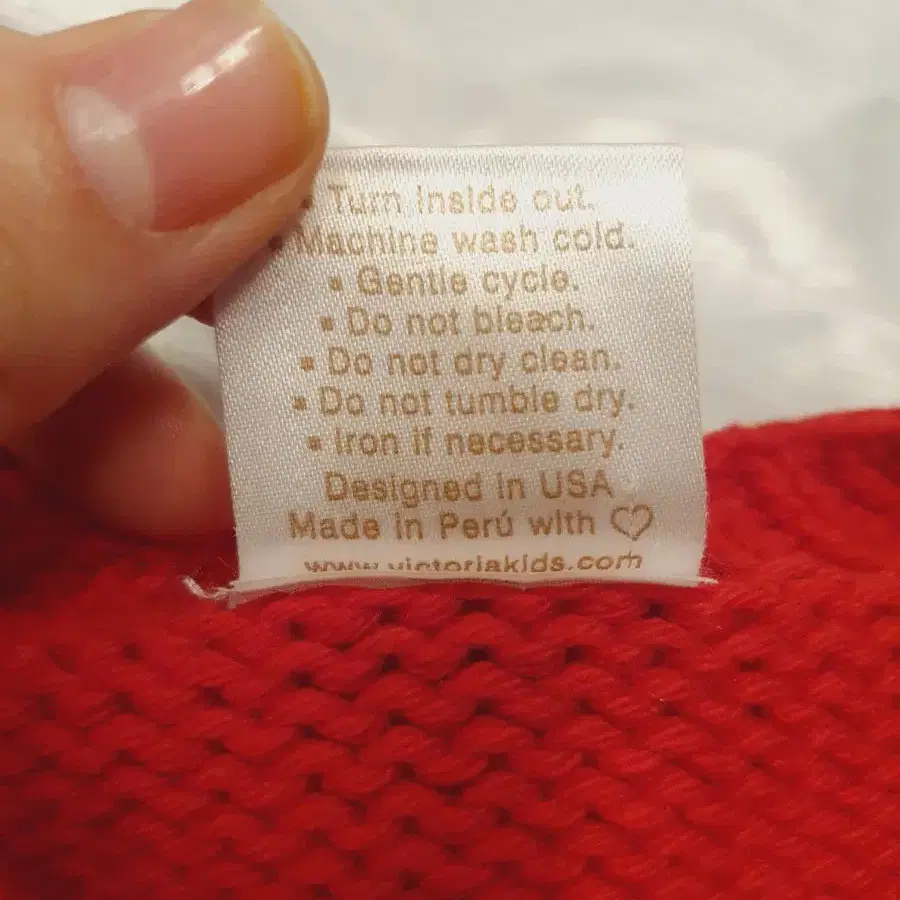 ▪ Turn inside out.
▪ Machine wash cold.
▪ Gentle cycle.
▪ Do not bleach.
▪ Do not dry clean.
▪ Do not tumble dry.
▪ Iron if necessary.
Designed in USA
Made in Perú with ♡
www.victoriakids.com